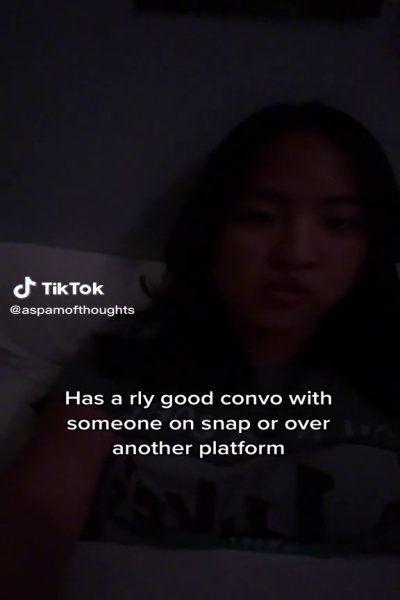 TikTok
@aspamofthoughts
Has a rly good convo with
someone on snap or over
another platform